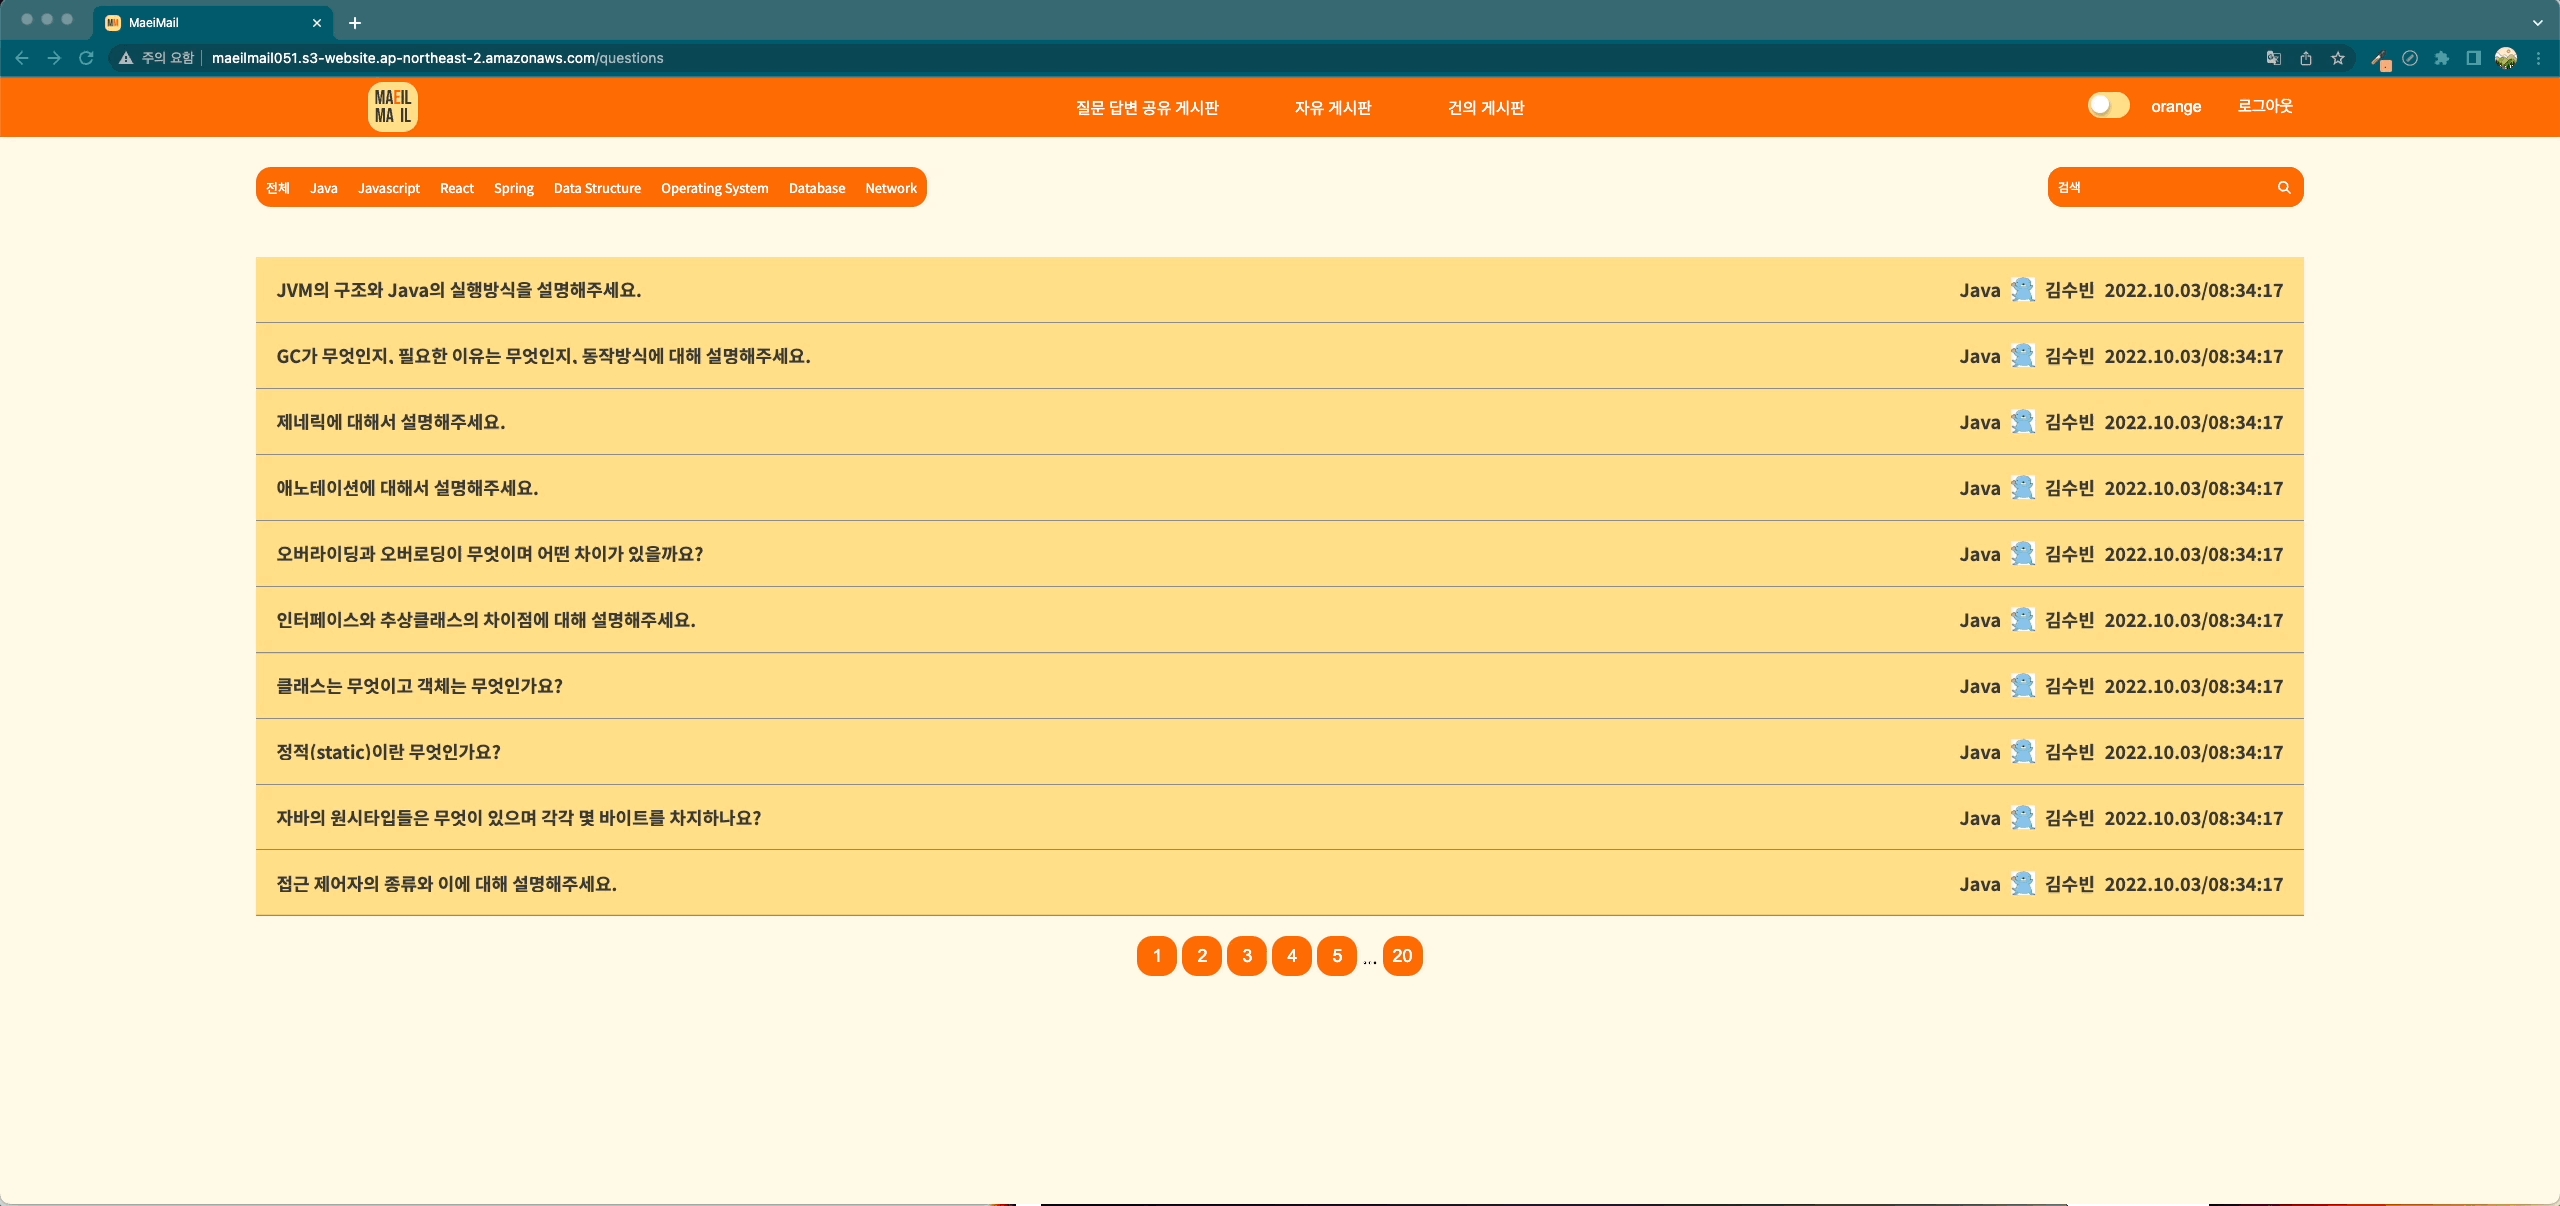 MaeiMail
주의 요함 maeilmail051.s3-website.ap-northeast-2.amazonaws.com/questions
MAEIL
MA IL
질문 답변 공유 게시판 자유 게시판 건의 게시판 orange 로그아웃
전체 Java Javascript React Spring Data Structure Operating System Database Network 검색
JVM의 구조와 Java의 실행방식을 설명해주세요. Java 김수빈 2022.10.03/08:34:17
GC가 무엇인지, 필요한 이유는 무엇인지, 동작방식에 대해 설명해주세요. Java 김수빈 2022.10.03/08:34:17
제네릭에 대해서 설명해주세요. Java 김수빈 2022.10.03/08:34:17
애노테이션에 대해서 설명해주세요. Java 김수빈 2022.10.03/08:34:17
오버라이딩과 오버로딩이 무엇이며 어떤 차이가 있을까요? Java 김수빈 2022.10.03/08:34:17
인터페이스와 추상클래스의 차이점에 대해 설명해주세요. Java 김수빈 2022.10.03/08:34:17
클래스는 무엇이고 객체는 무엇인가요? Java 김수빈 2022.10.03/08:34:17
정적(static)이란 무엇인가요? Java 김수빈 2022.10.03/08:34:17
자바의 원시타입들은 무엇이 있으며 각각 몇 바이트를 차지하나요? Java 김수빈 2022.10.03/08:34:17
접근 제어자의 종류와 이에 대해 설명해주세요. Java 김수빈 2022.10.03/08:34:17
1 2 3 4 5 ... 20